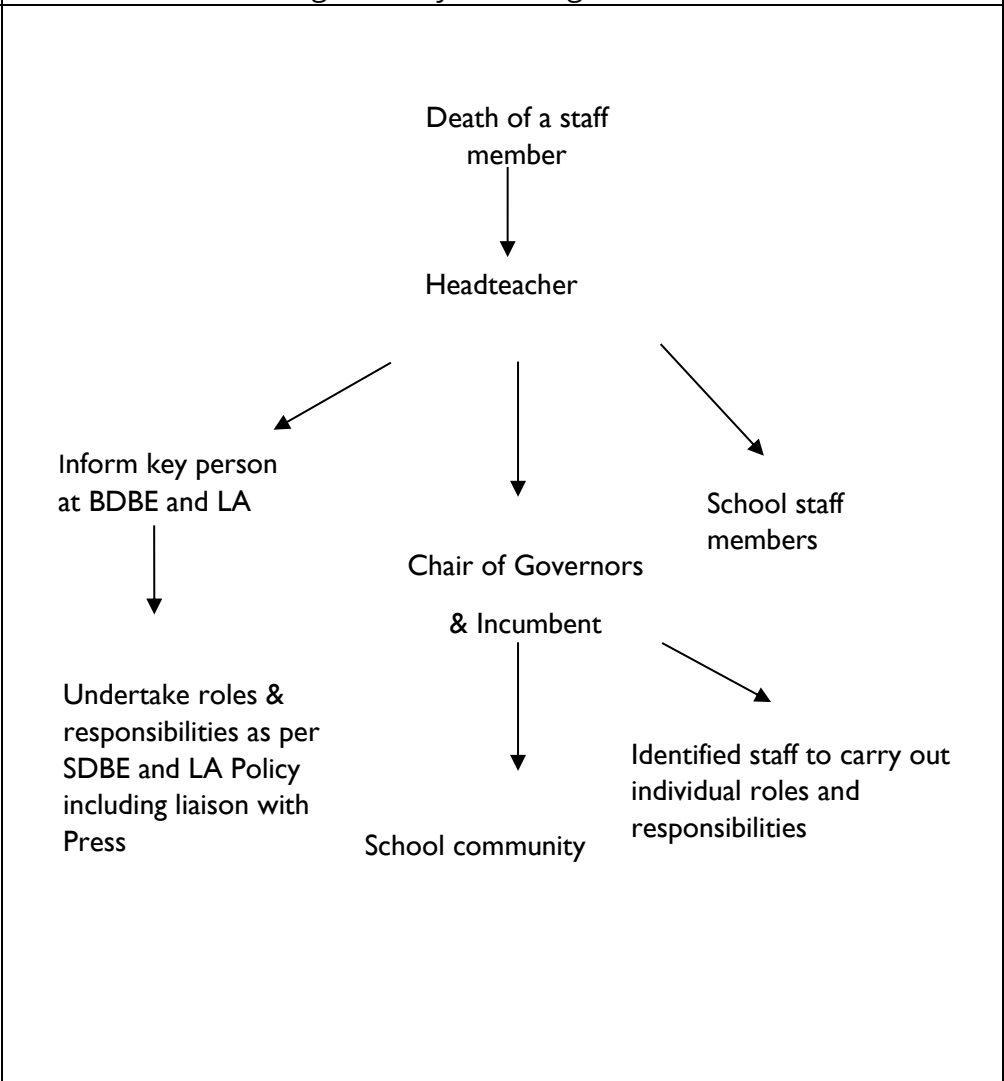 Death of a staff
member
Headteacher
Inform key person
at BDBE and LA
School staff
members
Chair of Governors
& Incumbent
Undertake roles &
responsibilities as per
SDBE and LA Policy
including liaison with
Press
Identified staff to carry out
individual roles and
responsibilities
School community